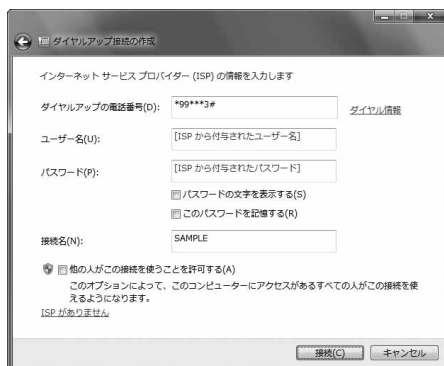 ダイヤルアップ接続の作成
インターネット サービス プロバイダー (ISP) の情報を入力します
ダイヤルアップの電話番号(D): *99***3# ダイヤル情報
ユーザー名(U): [ISP から付与されたユーザー名]
パスワード(P): [ISP から付与されたパスワード]
パスワードの文字を表示する(S)
このパスワードを記憶する(R)
接続名(N): SAMPLE
他の人がこの接続を使うことを許可する(A)
このオプションによって、このコンピューターにアクセスがあるすべての人がこの接続を使
えるようになります。
ISP がありません
接続(C) キャンセル